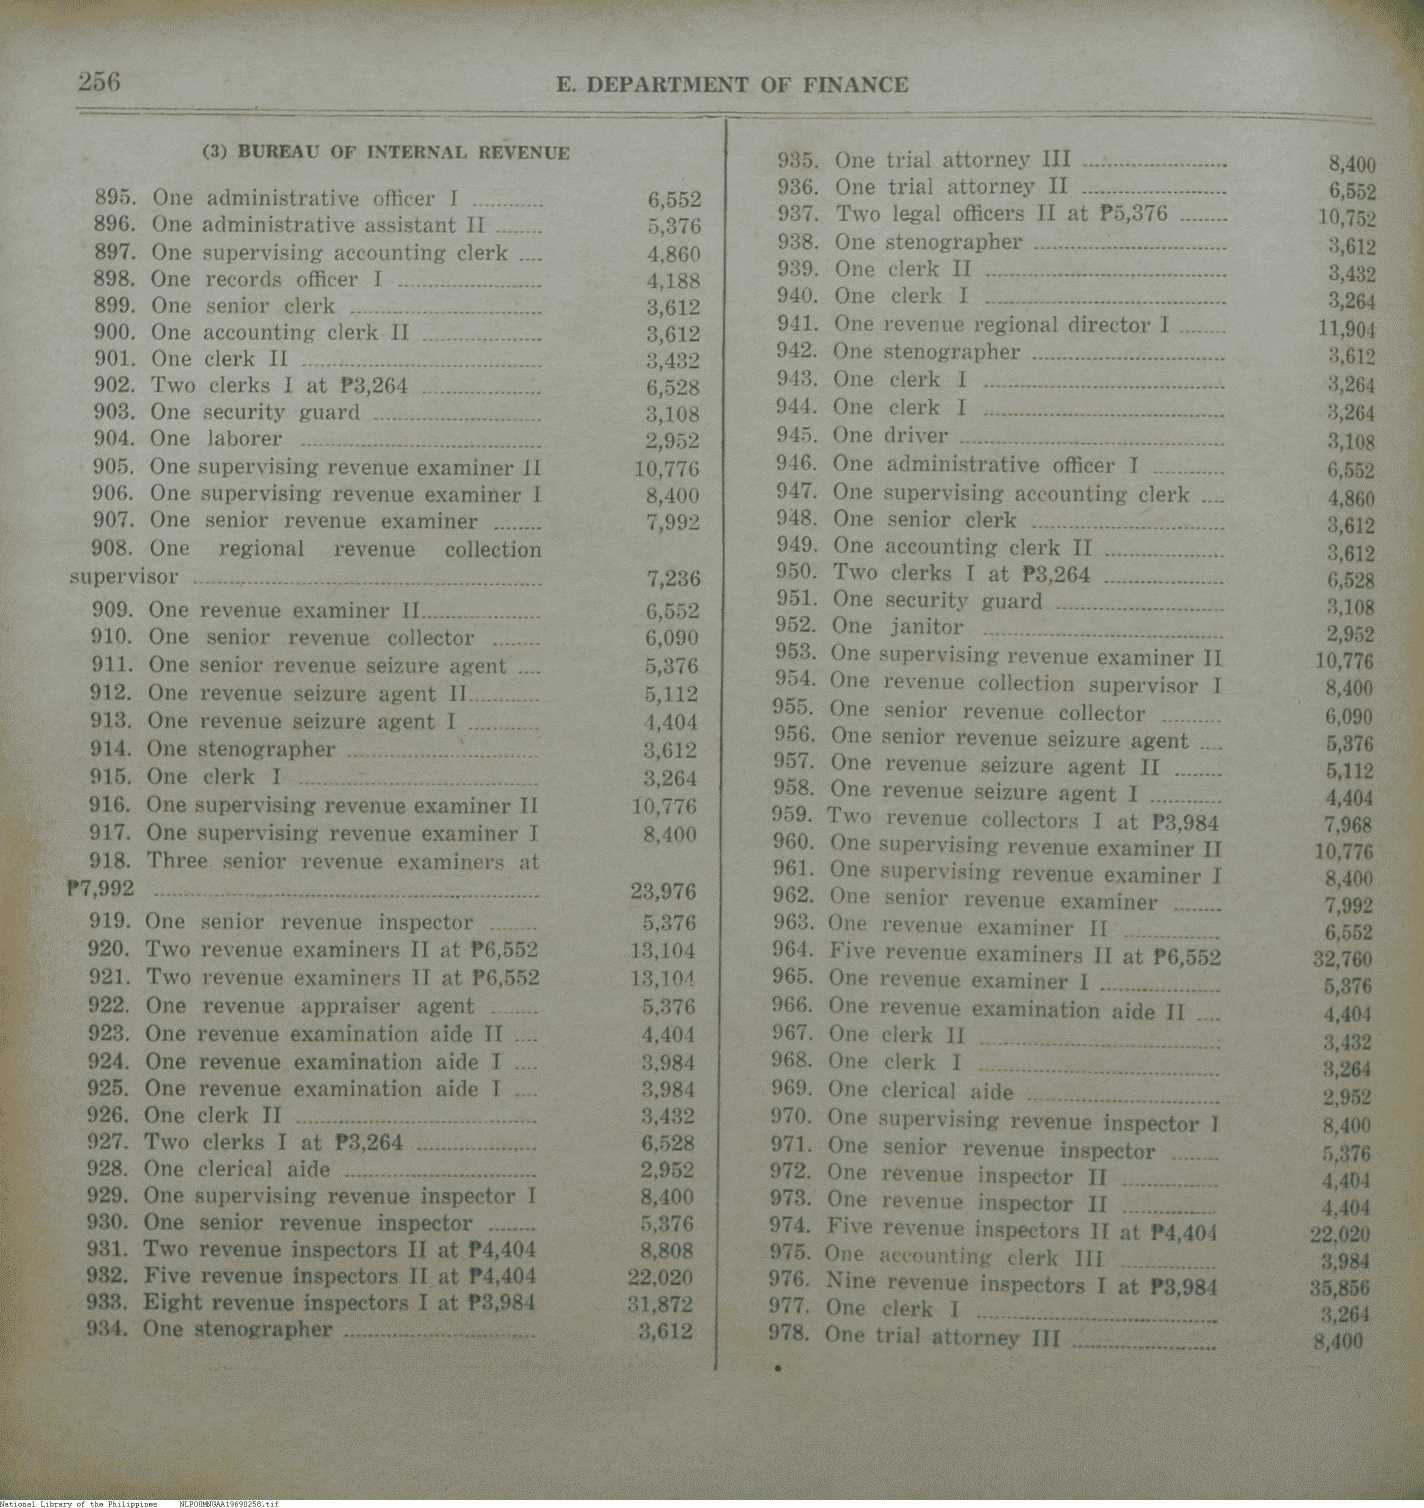 256
E. DEPARTMENT OF FINANCE
(3) BUREAU OF INTERNAL REVENUE
895. One administrative officer I ............ 6,552
896. One administrative assistant II ........ 5,376
897. One supervising accounting clerk .... 4,860
898. One records officer I ........................ 4,188
899. One senior clerk ................................ 3,612
900. One accounting clerk II .................... 3,612
901. One clerk II ........................................ 3,432
902. Two clerks I at ₱3,264 .................... 6,528
903. One security guard ............................ 3,108
904. One laborer ........................................ 2,952
905. One supervising revenue examiner II 10,776
906. One supervising revenue examiner I 8,400
907. One senior revenue examiner ........ 7,992
908. One regional revenue collection
supervisor .......................................................... 7,236
909. One revenue examiner II.................... 6,552
910. One senior revenue collector ........ 6,090
911. One senior revenue seizure agent .... 5,376
912. One revenue seizure agent II............ 5,112
913. One revenue seizure agent I ............ 4,404
914. One stenographer ................................ 3,612
915. One clerk I ........................................ 3,264
916. One supervising revenue examiner II 10,776
917. One supervising revenue examiner I 8,400
918. Three senior revenue examiners at
₱7,992 ................................................................ 23,976
919. One senior revenue inspector ........ 5,376
920. Two revenue examiners II at ₱6,552 13,104
921. Two revenue examiners II at ₱6,552 13,104
922. One revenue appraiser agent ........ 5,376
923. One revenue examination aide II .... 4,404
924. One revenue examination aide I .... 3,984
925. One revenue examination aide I .... 3,984
926. One clerk II ........................................ 3,432
927. Two clerks I at ₱3,264 .................... 6,528
928. One clerical aide ................................ 2,952
929. One supervising revenue inspector I 8,400
930. One senior revenue inspector ........ 5,376
931. Two revenue inspectors II at ₱4,404 8,808
932. Five revenue inspectors II at ₱4,404 22,020
933. Eight revenue inspectors I at ₱3,984 31,872
934. One stenographer ................................ 3,612
935. One trial attorney III ........................ 8,400
936. One trial attorney II ........................ 6,552
937. Two legal officers II at ₱5,376 ........ 10,752
938. One stenographer ................................ 3,612
939. One clerk II ........................................ 3,432
940. One clerk I ........................................ 3,264
941. One revenue regional director I ........ 11,904
942. One stenographer ................................ 3,612
943. One clerk I ........................................ 3,264
944. One clerk I ........................................ 3,264
945. One driver ............................................ 3,108
946. One administrative officer I ............ 6,552
947. One supervising accounting clerk .... 4,860
948. One senior clerk ................................ 3,612
949. One accounting clerk II .................... 3,612
950. Two clerks I at ₱3,264 .................... 6,528
951. One security guard ............................ 3,108
952. One janitor ........................................ 2,952
953. One supervising revenue examiner II 10,776
954. One revenue collection supervisor I 8,400
955. One senior revenue collector .......... 6,090
956. One senior revenue seizure agent .... 5,376
957. One revenue seizure agent II ........ 5,112
958. One revenue seizure agent I ............ 4,404
959. Two revenue collectors I at ₱3,984 7,968
960. One supervising revenue examiner II 10,776
961. One supervising revenue examiner I 8,400
962. One senior revenue examiner ........ 7,992
963. One revenue examiner II ................ 6,552
964. Five revenue examiners II at ₱6,552 32,760
965. One revenue examiner I .................... 5,376
966. One revenue examination aide II .... 4,404
967. One clerk II ........................................ 3,432
968. One clerk I ........................................ 3,264
969. One clerical aide ................................ 2,952
970. One supervising revenue inspector I 8,400
971. One senior revenue inspector ........ 5,376
972. One revenue inspector II ................ 4,404
973. One revenue inspector II ................ 4,404
974. Five revenue inspectors II at ₱4,404 22,020
975. One accounting clerk III ................ 3,984
976. Nine revenue inspectors I at ₱3,984 35,856
977. One clerk I ........................................ 3,264
978. One trial attorney III ........................ 8,400
National Library of the Philippines NLPO0MNGAA19690258.tif